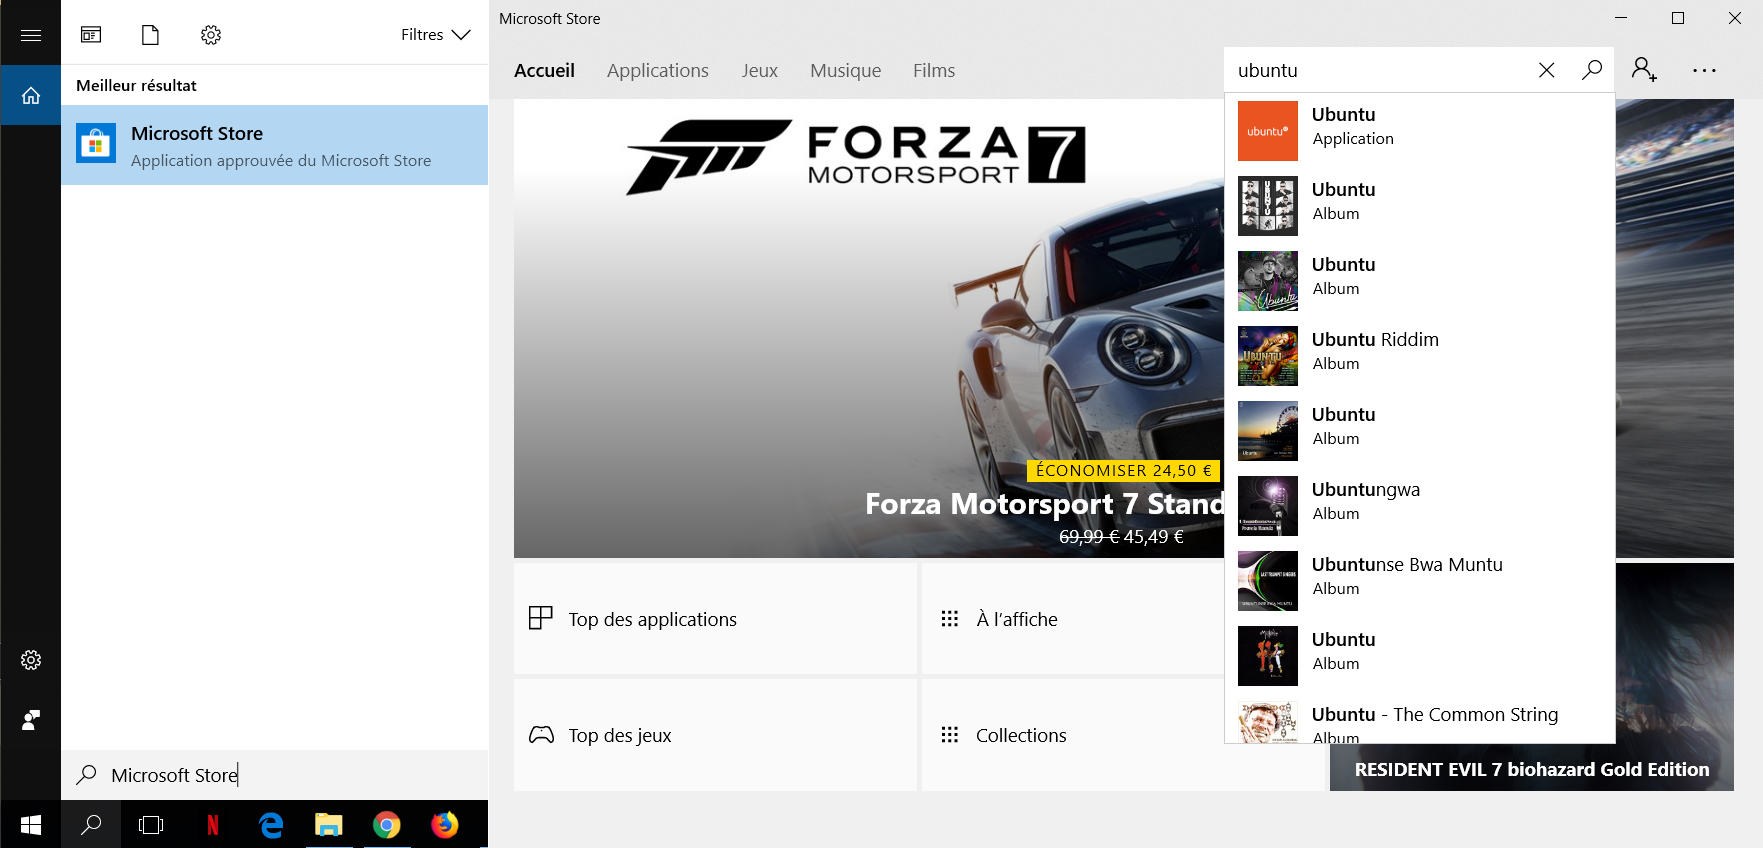 Filtres
Meilleur résultat
Microsoft Store
Application approuvée du Microsoft Store
Microsoft Store
Microsoft Store
Accueil
Applications
Jeux
Musique
Films
ubuntu
FORZA
MOTORSPORT 7
ÉCONOMISER 24,50 €
Forza Motorsport 7 Stand
69,99 € 45,49 €
ubuntu®
Ubuntu
Application
Ubuntu
Album
Ubuntu
Album
Ubuntu Riddim
Album
Ubuntu
Album
Ubuntungwa
Album
Ubuntunse Bwa Muntu
Album
Ubuntu
Album
Ubuntu - The Common String
Album
Top des applications
À l’affiche
Top des jeux
Collections
RESIDENT EVIL 7 biohazard Gold Edition